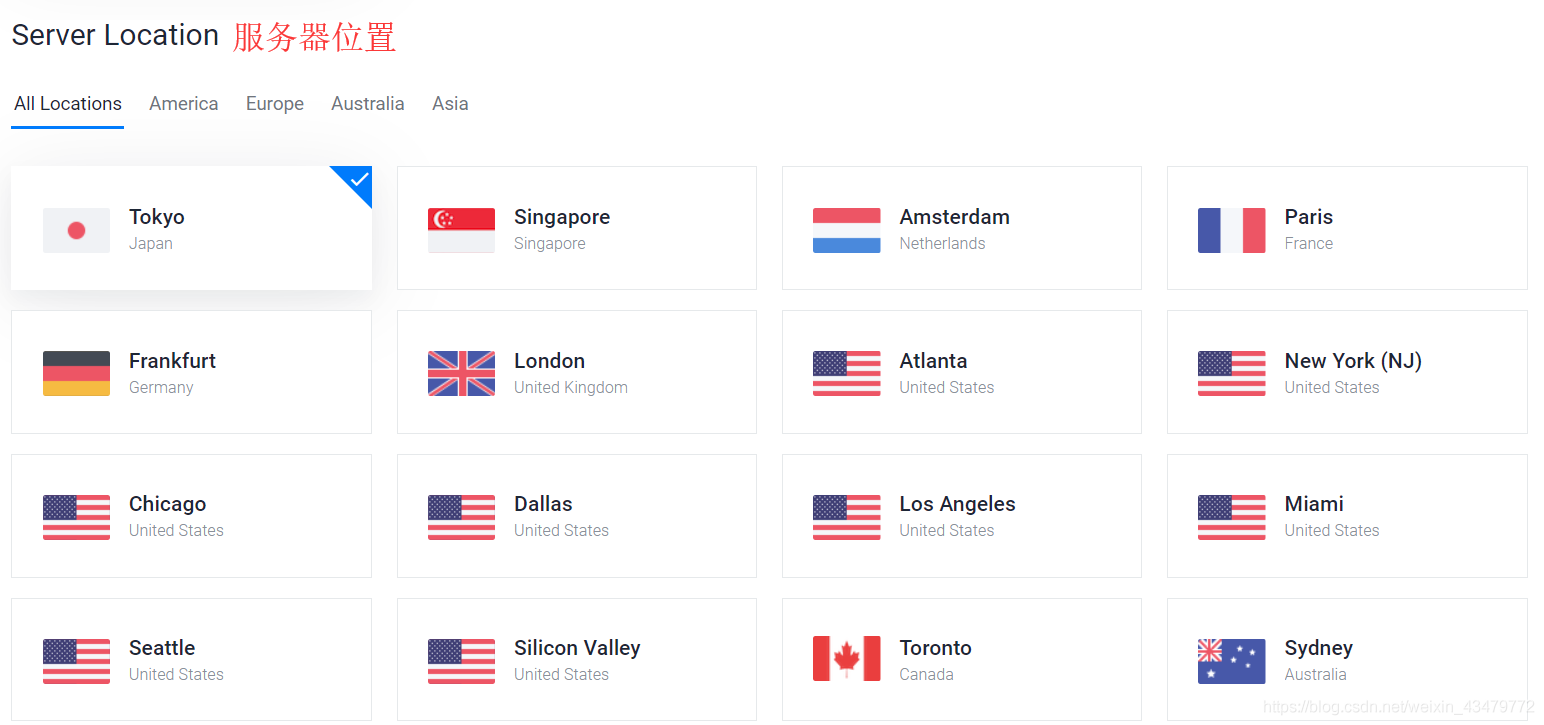 Server Location 服务器位置
All Locations America Europe Australia Asia
Tokyo Singapore Amsterdam Paris
Japan Singapore Netherlands France
Frankfurt London Atlanta New York (NJ)
Germany United Kingdom United States United States
Chicago Dallas Los Angeles Miami
United States United States United States United States
Seattle Silicon Valley Toronto Sydney
United States United States Canada Australia
https://blog.csdn.net/weixin_43479772